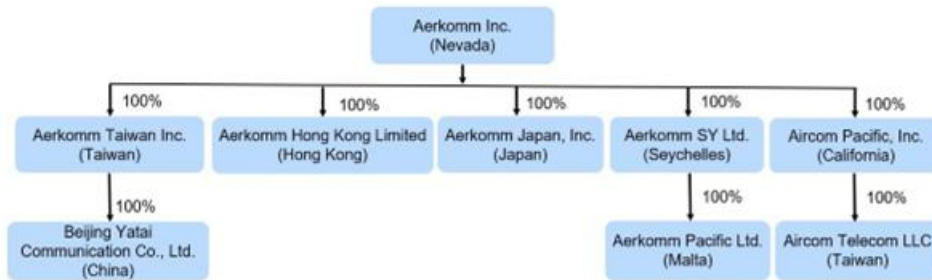 Aerkomm Inc.
(Nevada)
100%
100%
100%
100%
100%
Aerkomm Taiwan Inc.
(Taiwan)
Aerkomm Hong Kong Limited
(Hong Kong)
Aerkomm Japan, Inc.
(Japan)
Aerkomm SY Ltd.
(Seychelles)
Aircom Pacific, Inc.
(California)
100%
100%
100%
Beijing Yatai
Communication Co., Ltd.
(China)
Aerkomm Pacific Ltd.
(Malta)
Aircom Telecom LLC
(Taiwan)